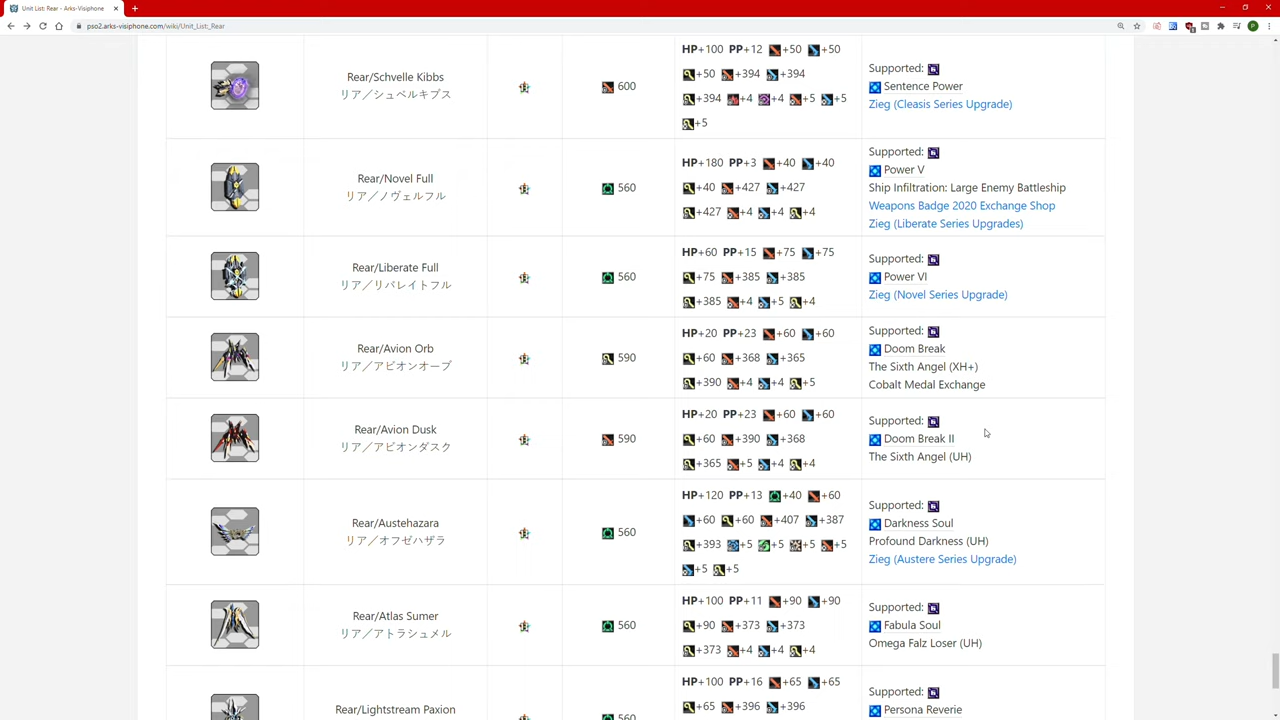 Unit List: Rear - Arks-Visiphone
pso2.arks-visiphone.com/wiki/Unit_List:_Rear
Rear/Schvelle Kibbs
リア／シュベルキブス
600
HP+100 PP+12 +50 +50
+50 +394 +394
+394 +4 +4 +5 +5
+5
Supported:
Sentence Power
Zieg (Cleasis Series Upgrade)
Rear/Novel Full
リア／ノヴェルフル
560
HP+180 PP+3 +40 +40
+40 +427 +427
+427 +4 +4 +4
Supported:
Power V
Ship Infiltration: Large Enemy Battleship
Weapons Badge 2020 Exchange Shop
Zieg (Liberate Series Upgrades)
Rear/Liberate Full
リア／リバレイトフル
560
HP+60 PP+15 +75 +75
+75 +385 +385
+385 +4 +5 +4
Supported:
Power VI
Zieg (Novel Series Upgrade)
Rear/Avion Orb
リア／アビオンオーブ
590
HP+20 PP+23 +60 +60
+60 +368 +365
+390 +4 +4 +5
Supported:
Doom Break
The Sixth Angel (XH+)
Cobalt Medal Exchange
Rear/Avion Dusk
リア／アビオンダスク
590
HP+20 PP+23 +60 +60
+60 +390 +368
+365 +5 +4 +4
Supported:
Doom Break II
The Sixth Angel (UH)
Rear/Austehazara
リア／オフゼハザラ
560
HP+120 PP+13 +40 +60
+60 +60 +407 +387
+393 +5 +5 +5 +5
+5 +5
Supported:
Darkness Soul
Profound Darkness (UH)
Zieg (Austere Series Upgrade)
Rear/Atlas Sumer
リア／アトラシュメル
560
HP+100 PP+11 +90 +90
+90 +373 +373
+373 +4 +4 +4
Supported:
Fabula Soul
Omega Falz Loser (UH)
Rear/Lightstream Paxion
560
HP+100 PP+16 +65 +65
+65 +396 +396
Supported:
Persona Reverie